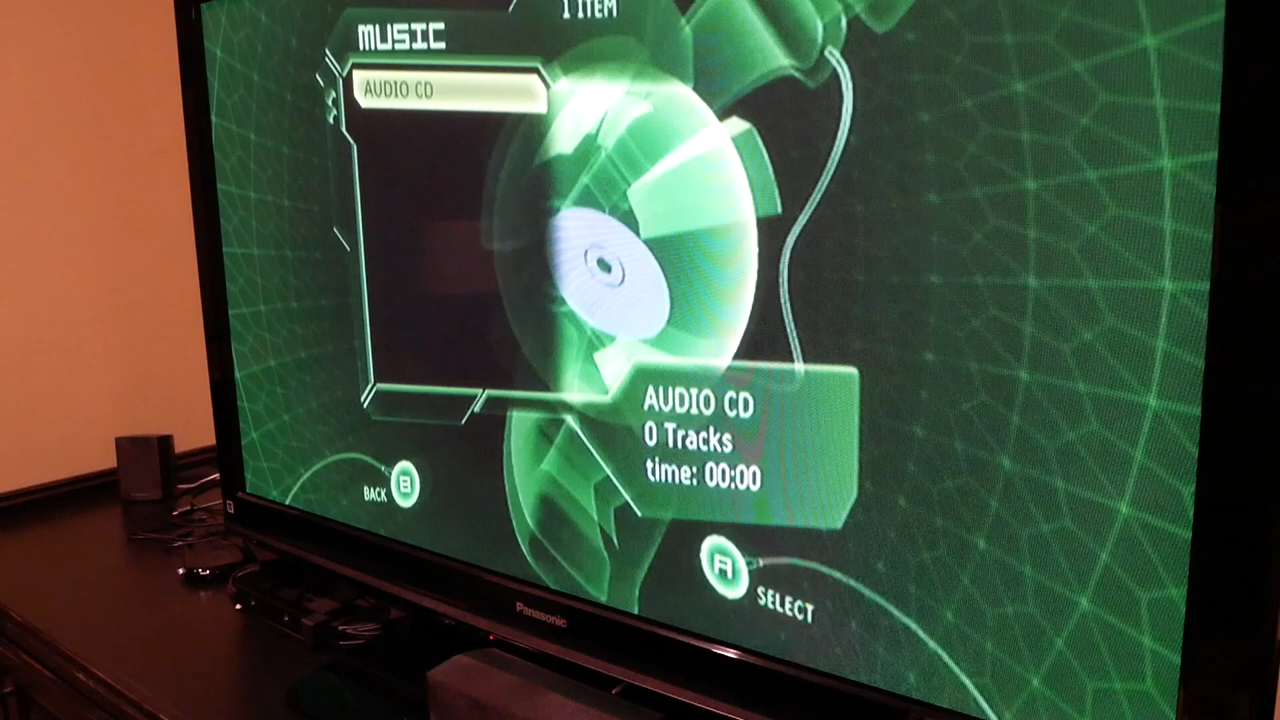 1 ITEM
MUSIC
AUDIO CD
AUDIO CD
0 Tracks
time: 00:00
BACK
B
A
SELECT
Panasonic